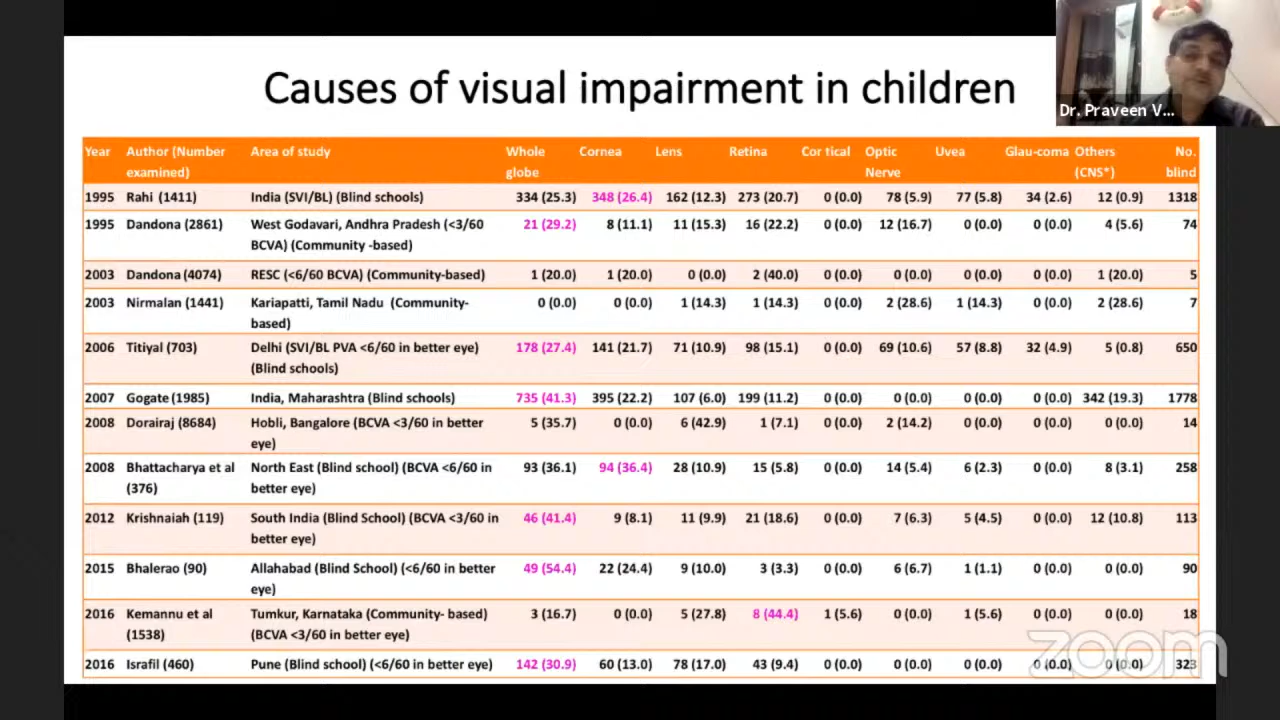 Causes of visual impairment in children
Dr. Praveen V...
Year Author (Number Area of study Whole Cornea Lens Retina Cor tical Optic Uvea Glau-coma Others No.
examined) globe Nerve (CNS*) blind
1995 Rahi (1411) India (SVI/BL) (Blind schools) 334 (25.3) 348 (26.4) 162 (12.3) 273 (20.7) 0 (0.0) 78 (5.9) 77 (5.8) 34 (2.6) 12 (0.9) 1318
1995 Dandona (2861) West Godavari, Andhra Pradesh (<3/60 21 (29.2) 8 (11.1) 11 (15.3) 16 (22.2) 0 (0.0) 12 (16.7) 0 (0.0) 0 (0.0) 4 (5.6) 74
BCVA) (Community -based)
2003 Dandona (4074) RESC (<6/60 BCVA) (Community-based) 1 (20.0) 1 (20.0) 0 (0.0) 2 (40.0) 0 (0.0) 0 (0.0) 0 (0.0) 0 (0.0) 1 (20.0) 5
2003 Nirmalan (1441) Kariapatti, Tamil Nadu (Community- 0 (0.0) 0 (0.0) 1 (14.3) 1 (14.3) 0 (0.0) 2 (28.6) 1 (14.3) 0 (0.0) 2 (28.6) 7
based)
2006 Titiyal (703) Delhi (SVI/BL PVA <6/60 in better eye) 178 (27.4) 141 (21.7) 71 (10.9) 98 (15.1) 0 (0.0) 69 (10.6) 57 (8.8) 32 (4.9) 5 (0.8) 650
(Blind schools)
2007 Gogate (1985) India, Maharashtra (Blind schools) 735 (41.3) 395 (22.2) 107 (6.0) 199 (11.2) 0 (0.0) 0 (0.0) 0 (0.0) 0 (0.0) 342 (19.3) 1778
2008 Dorairaj (8684) Hobli, Bangalore (BCVA <3/60 in better 5 (35.7) 0 (0.0) 6 (42.9) 1 (7.1) 0 (0.0) 2 (14.2) 0 (0.0) 0 (0.0) 0 (0.0) 14
eye)
2008 Bhattacharya et al North East (Blind school) (BCVA <6/60 in 93 (36.1) 94 (36.4) 28 (10.9) 15 (5.8) 0 (0.0) 14 (5.4) 6 (2.3) 0 (0.0) 8 (3.1) 258
(376) better eye)
2012 Krishnaiah (119) South India (Blind School) (BCVA <3/60 in 46 (41.4) 9 (8.1) 11 (9.9) 21 (18.6) 0 (0.0) 7 (6.3) 5 (4.5) 0 (0.0) 12 (10.8) 113
better eye)
2015 Bhalerao (90) Allahabad (Blind School) (<6/60 in better 49 (54.4) 22 (24.4) 9 (10.0) 3 (3.3) 0 (0.0) 6 (6.7) 1 (1.1) 0 (0.0) 0 (0.0) 90
eye)
2016 Kemannu et al Tumkur, Karnataka (Community- based) 3 (16.7) 0 (0.0) 5 (27.8) 8 (44.4) 1 (5.6) 0 (0.0) 1 (5.6) 0 (0.0) 0 (0.0) 18
(1538) (BCVA <3/60 in better eye)
2016 Israfil (460) Pune (Blind school) (<6/60 in better eye) 142 (30.9) 60 (13.0) 78 (17.0) 43 (9.4) 0 (0.0) 0 (0.0) 0 (0.0) 0 (0.0) 0 (0.0) 323
zoom